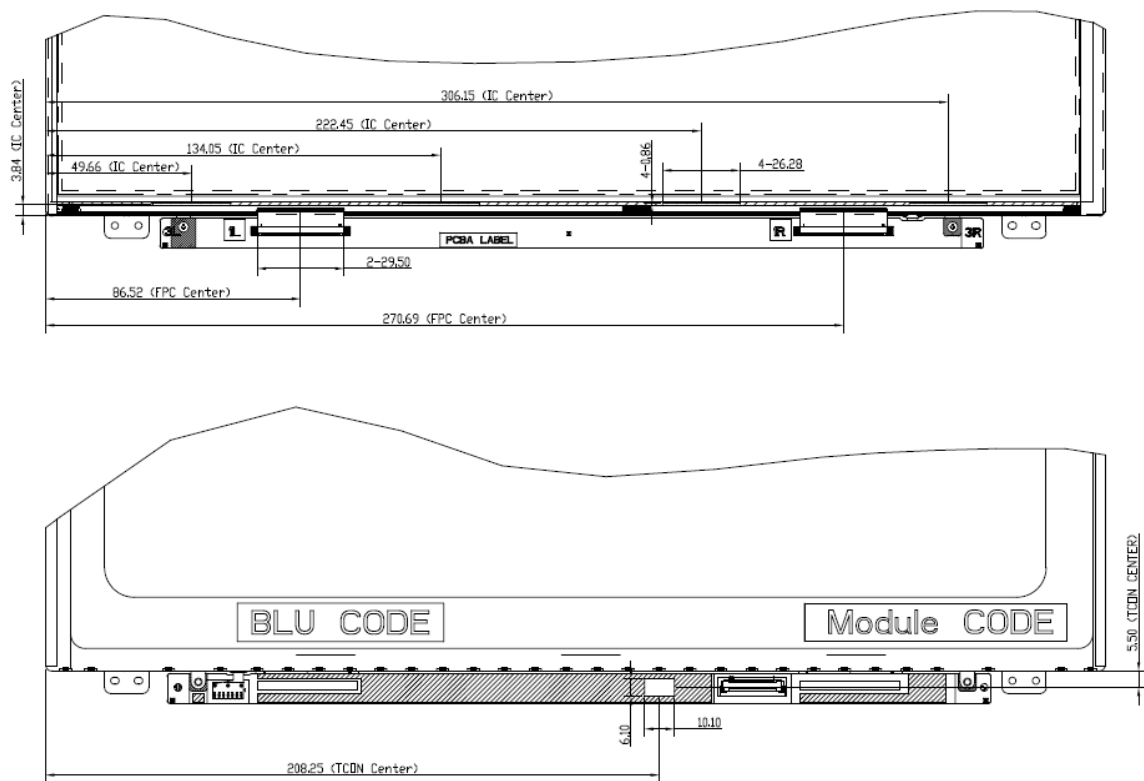 306.15 (IC Center)
222.45 (IC Center)
134.05 (IC Center)
49.66 (IC Center)
3.84 (IC Center)
4-0.86
4-26.28
3L
1L
PCBA LABEL
1R
3R
2-29.50
86.52 (FPC Center)
270.69 (FPC Center)
BLU CODE
Module CODE
5.50 (TCON CENTER)
6.10
10.10
208.25 (TCON Center)